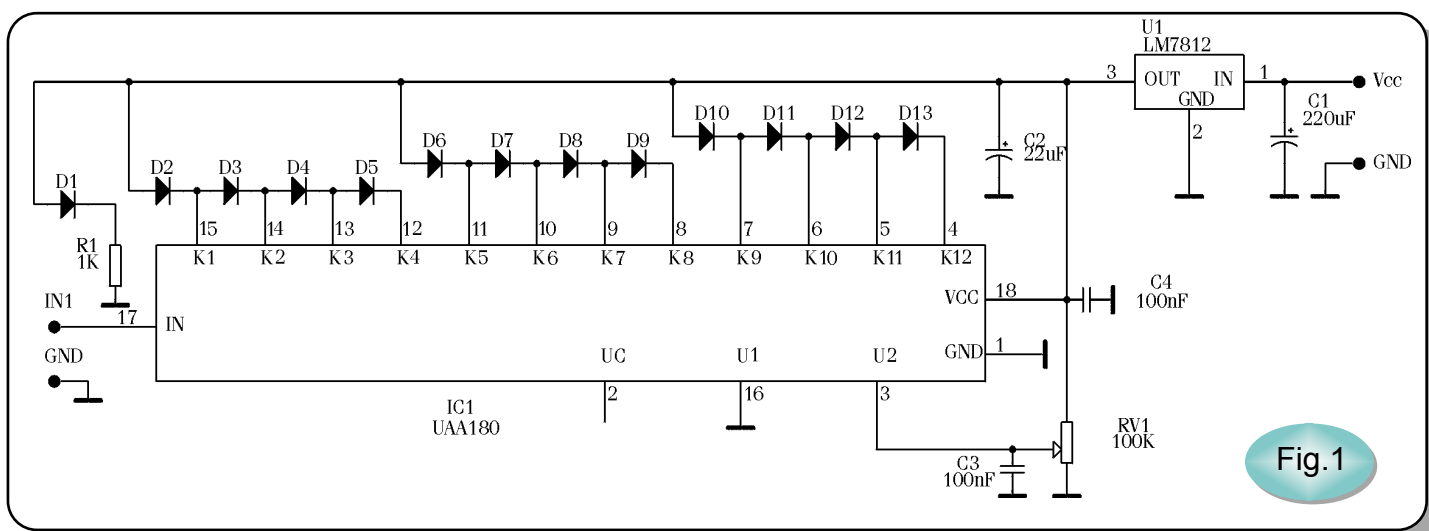 U1
LM7812
3
OUT
IN
1
Vcc
GND
2
C1
220uF
GND
C2
22uF
D10
D11
D12
D13
D6
D7
D8
D9
D2
D3
D4
D5
D1
R1
1K
15
14
13
12
11
10
9
8
7
6
5
4
K1
K2
K3
K4
K5
K6
K7
K8
K9
K10
K11
K12
IN1
17
IN
VCC
18
C4
100nF
GND
GND
1
UC
U1
U2
2
16
3
IC1
UAA180
RV1
100K
C3
100nF
Fig.1